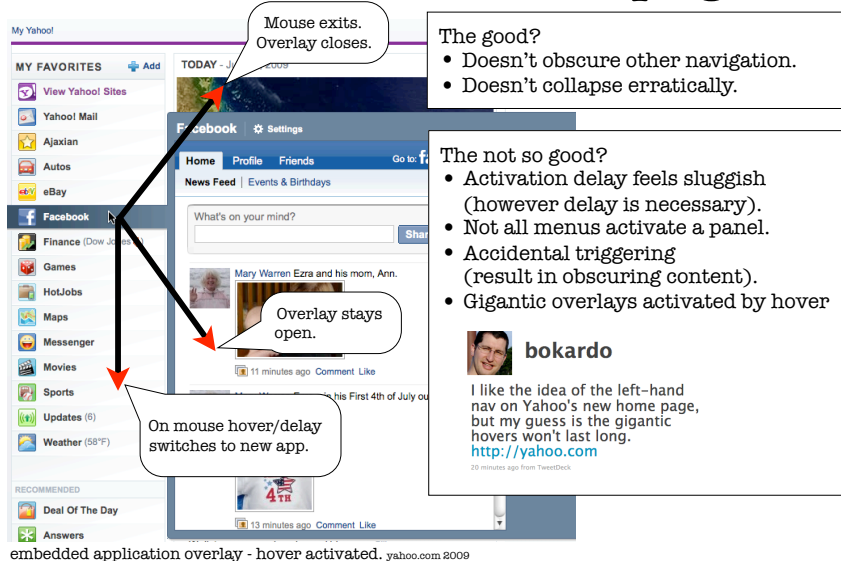 My Yahoo!
MY FAVORITES
Add
View Yahoo! Sites
Yahoo! Mail
Ajaxian
Autos
eBay
Facebook
Finance (Dow
Games
HotJobs
Maps
Messenger
Movies
Sports
Updates (6)
Weather (58°F)
RECOMMENDED
Deal Of The Day
Answers
TODAY - 2009
Mouse exits.
Overlay closes.
Facebook
Settings
Home Profile Friends
Go to:
News Feed | Events & Birthdays
What's on your mind?
Mary Warren Ezra and his mom, Ann.
Overlay stays
open.
11 minutes ago Comment Like
his First 4th of July
On mouse hover/delay
switches to new app.
4TH
13 minutes ago Comment Like
The good?
• Doesn't obscure other navigation.
• Doesn't collapse erratically.
The not so good?
• Activation delay feels sluggish
(however delay is necessary).
• Not all menus activate a panel.
• Accidental triggering
(result in obscuring content).
• Gigantic overlays activated by hover
bokardo
I like the idea of the left-hand
nav on Yahoo's new home page,
but my guess is the gigantic
hovers won't last long.
http://yahoo.com
20 minutes ago from TweetDeck
embedded application overlay - hover activated. yahoo.com 2009